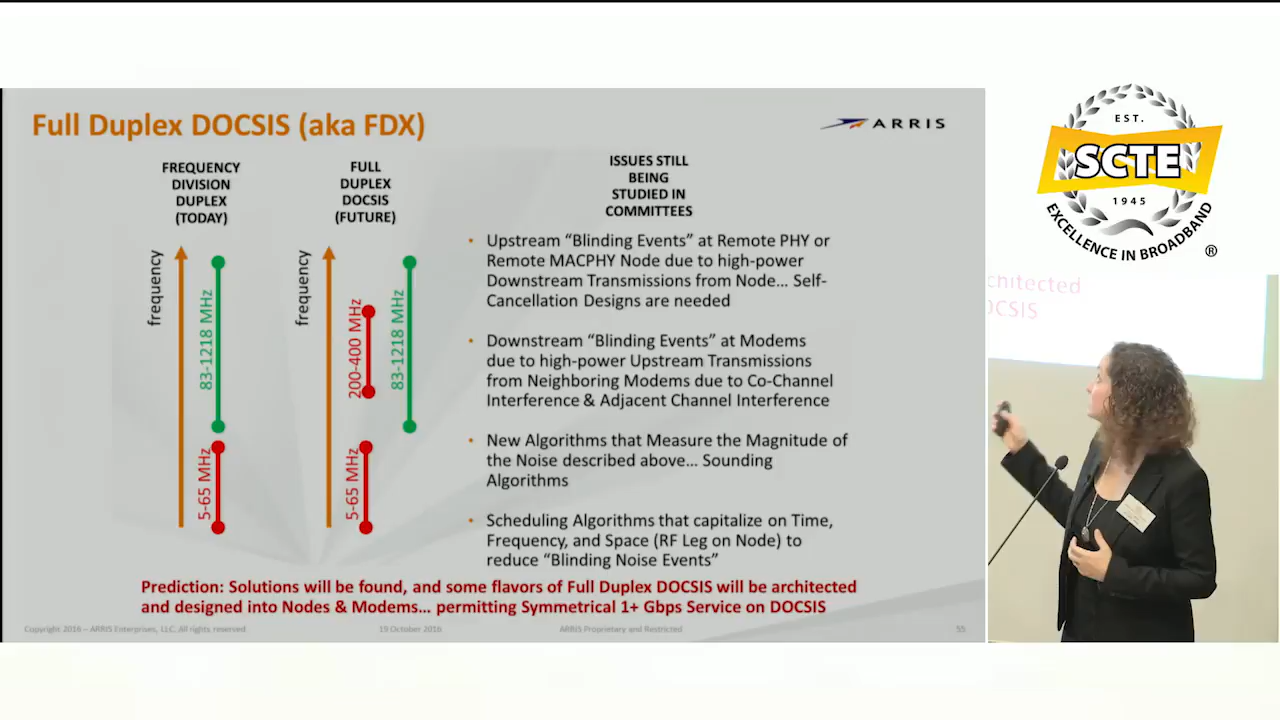 Full Duplex DOCSIS (aka FDX)
ARRIS
FREQUENCY
DIVISION
DUPLEX
(TODAY)
FULL
DUPLEX
DOCSIS
(FUTURE)
ISSUES STILL
BEING
STUDIED IN
COMMITTEES
frequency
83-1218 MHz
5-65 MHz
frequency
200-400 MHz
83-1218 MHz
5-65 MHz
• Upstream “Blinding Events” at Remote PHY or
Remote MACPHY Node due to high-power
Downstream Transmissions from Node... Self-
Cancellation Designs are needed
• Downstream “Blinding Events” at Modems
due to high-power Upstream Transmissions
from Neighboring Modems due to Co-Channel
Interference & Adjacent Channel Interference
• New Algorithms that Measure the Magnitude of
the Noise described above... Sounding
Algorithms
• Scheduling Algorithms that capitalize on Time,
Frequency, and Space (RF Leg on Node) to
reduce “Blinding Noise Events”
Prediction: Solutions will be found, and some flavors of Full Duplex DOCSIS will be architected
and designed into Nodes & Modems... permitting Symmetrical 1+ Gbps Service on DOCSIS
Copyright 2016 – ARRIS Enterprises, LLC. All rights reserved
19 October 2016
ARRIS Proprietary and Restricted
55
EST.
SCTE
1945
EXCELLENCE IN BROADBAND
®
chitected
OCSIS